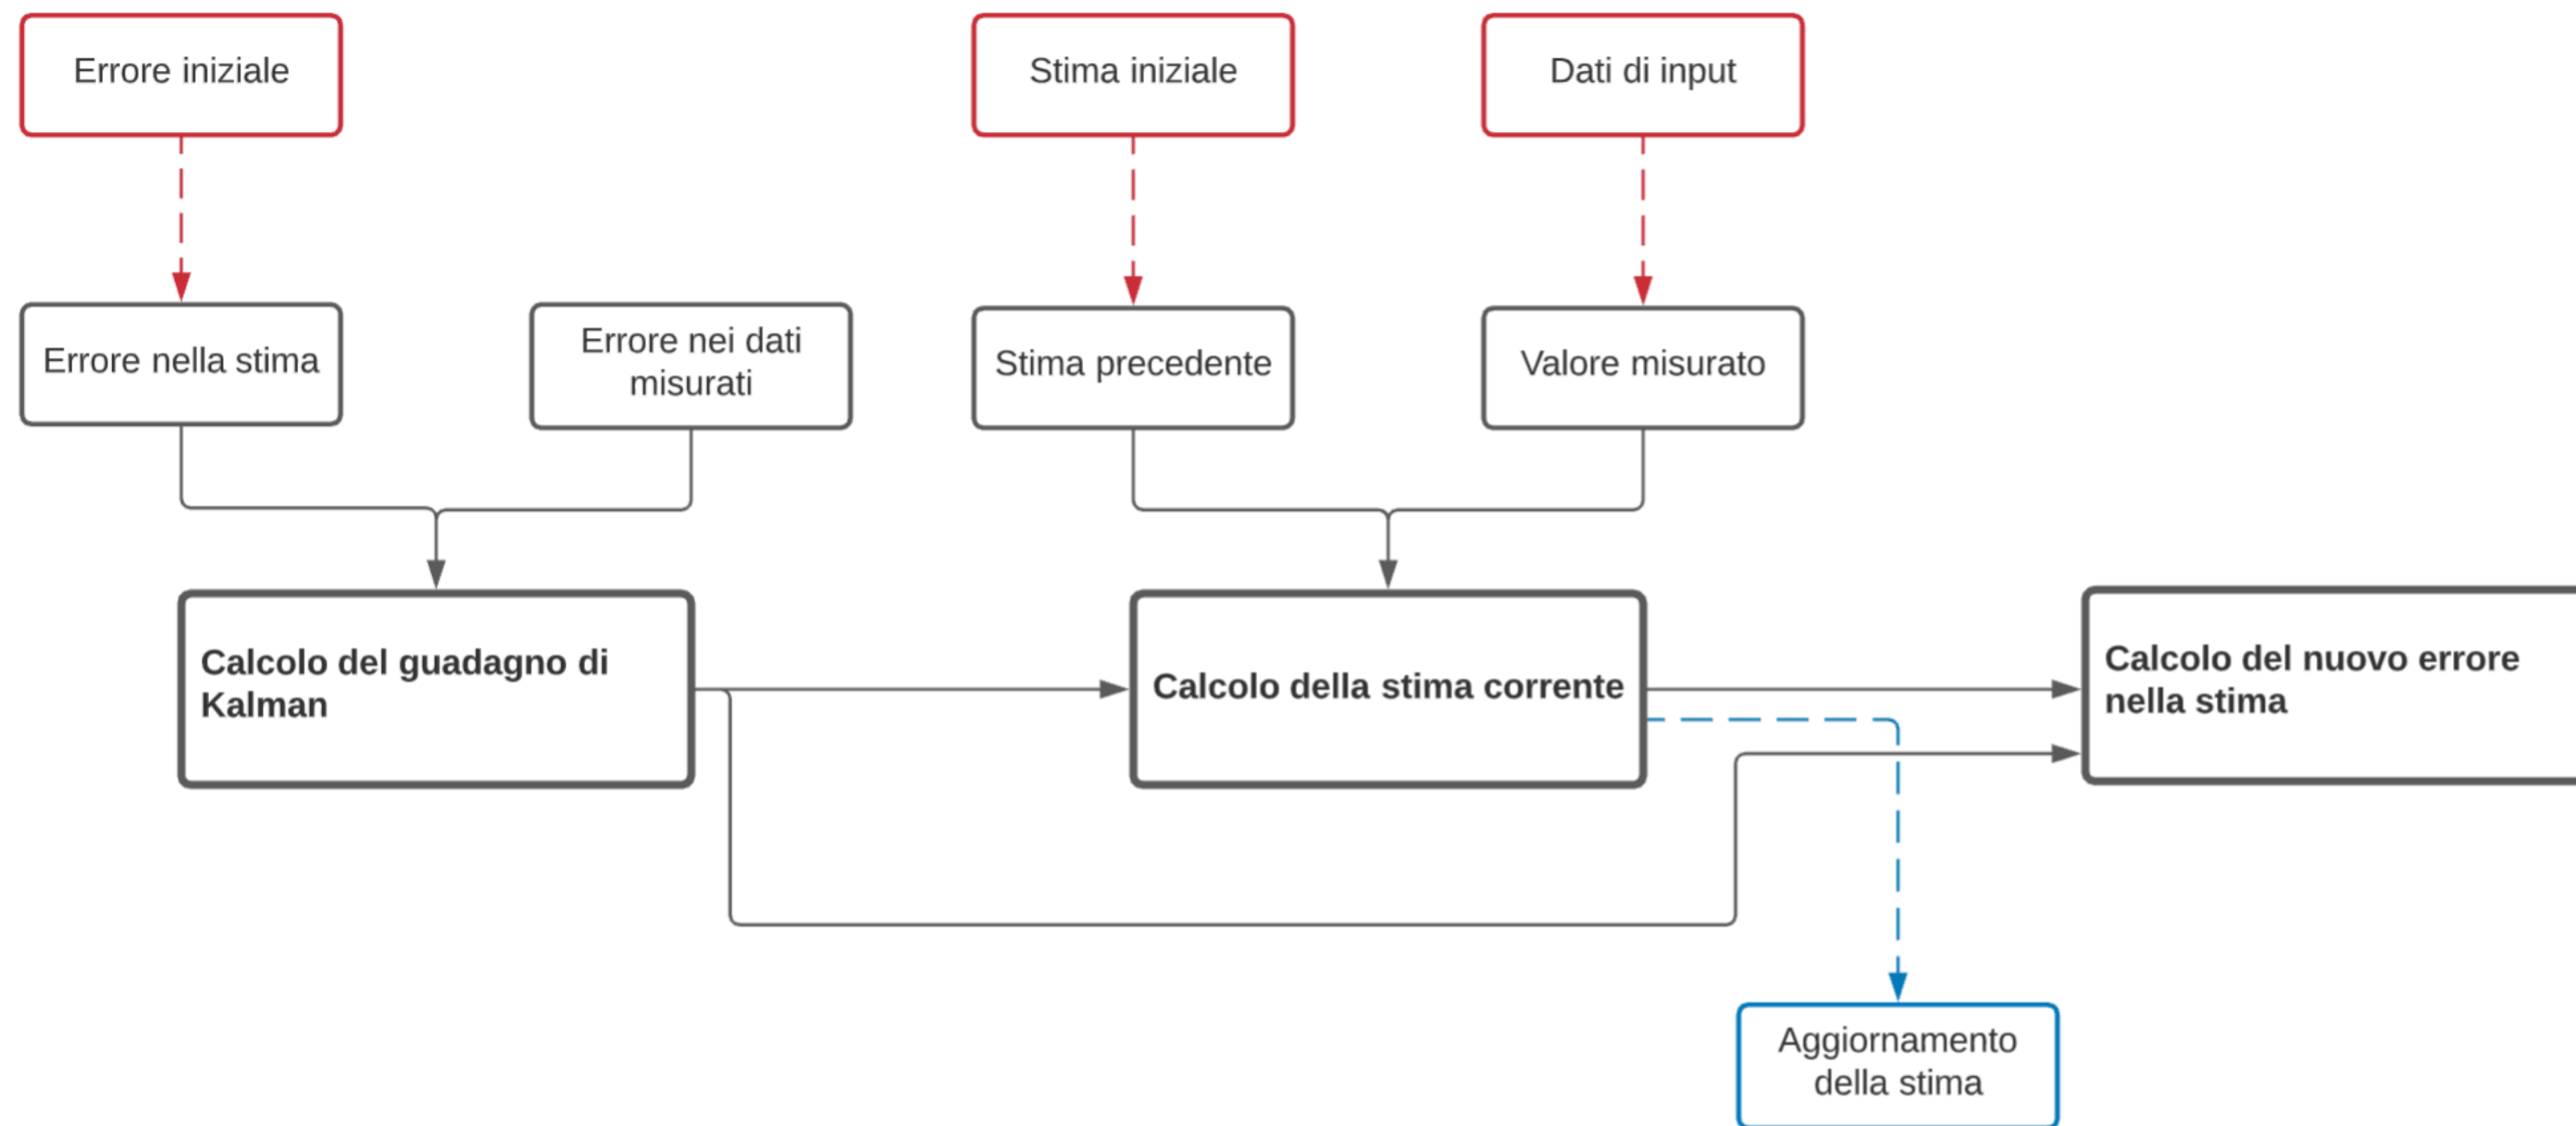 Errore iniziale
Stima iniziale
Dati di input
Errore nella stima
Errore nei dati
misurati
Stima precedente
Valore misurato
Calcolo del guadagno di
Kalman
Calcolo della stima corrente
Calcolo del nuovo errore
nella stima
Aggiornamento
della stima